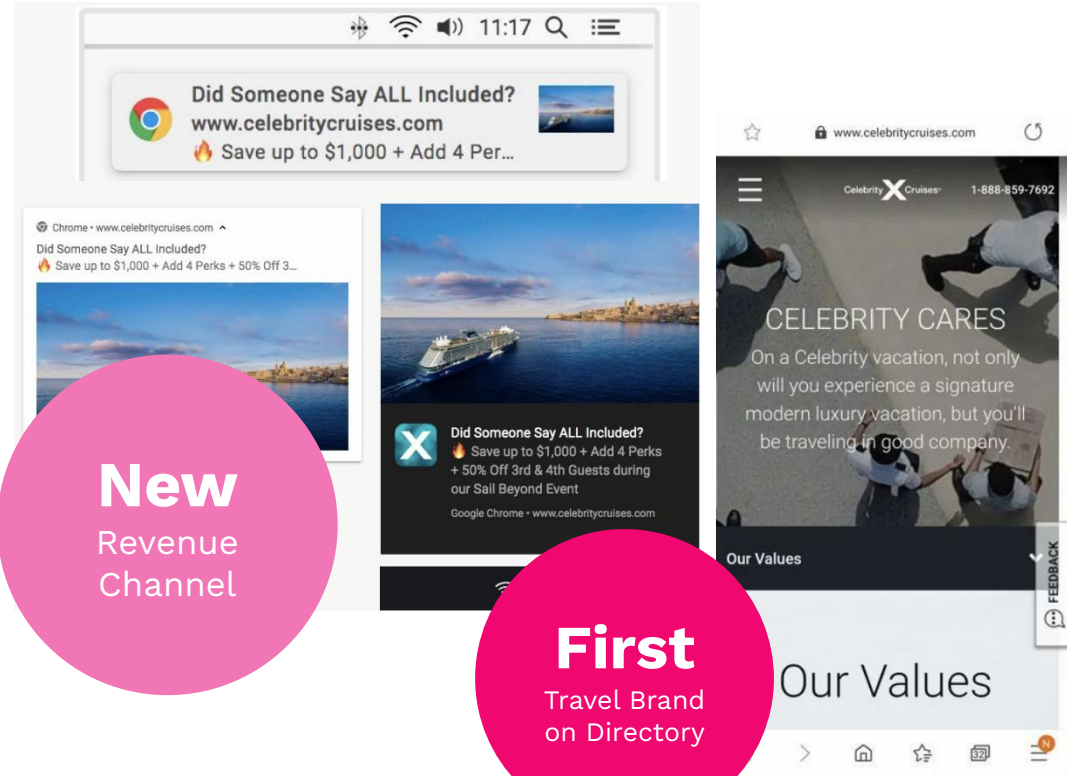 11:17
Did Someone Say ALL Included?
www.celebritycruises.com
🔥 Save up to $1,000 + Add 4 Per...
Chrome • www.celebritycruises.com
Did Someone Say ALL Included?
🔥 Save up to $1,000 + Add 4 Perks + 50% Off 3...
New
Revenue
Channel
X
Did Someone Say ALL Included?
🔥 Save up to $1,000 + Add 4 Perks
+ 50% Off 3rd & 4th Guests during
our Sail Beyond Event
Google Chrome • www.celebritycruises.com
First
Travel Brand
on Directory
www.celebritycruises.com
Celebrity X Cruises® 1-888-859-7692
CELEBRITY CARES
On a Celebrity vacation, not only
will you experience a signature
modern luxury vacation, but you'll
be traveling in good company.
Our Values
FEEDBACK
Our Values
32
N